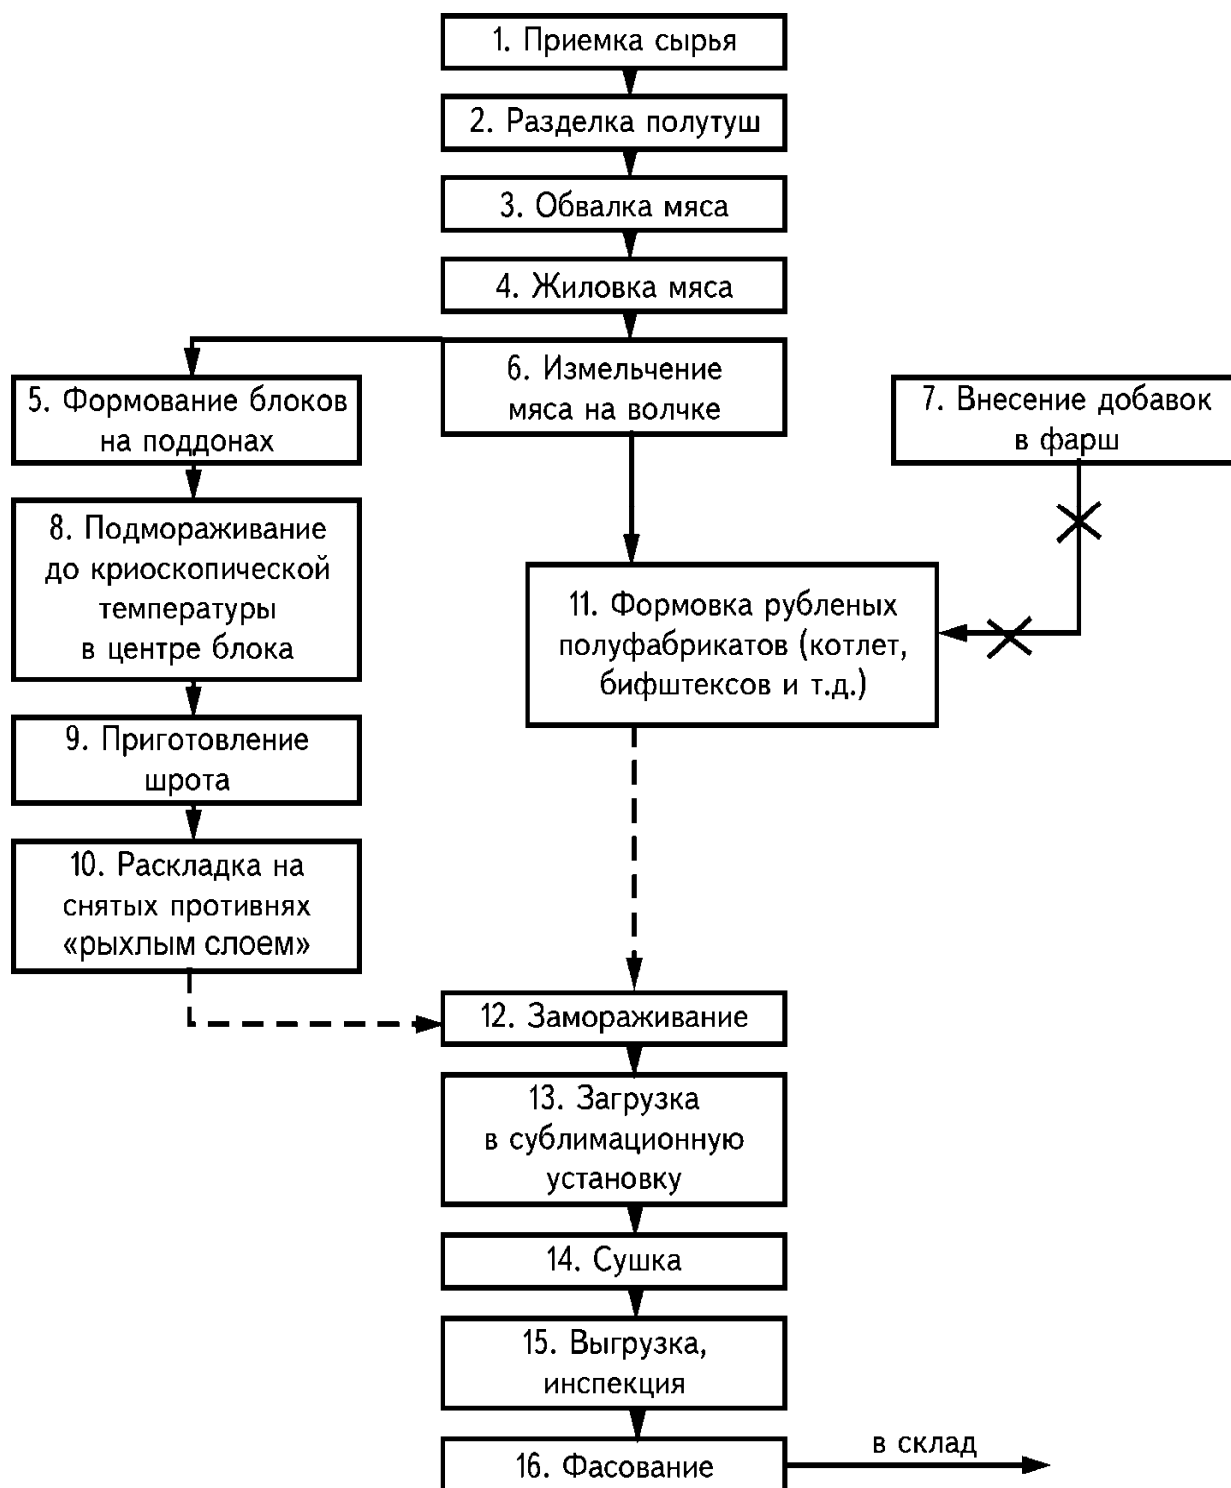 1. Приемка сырья
2. Разделка полутуш
3. Обвалка мяса
4. Жиловка мяса
5. Формование блоков
на поддонах
6. Измельчение
мяса на волчке
7. Внесение добавок
в фарш
8. Подмораживание
до криоскопической
температуры
в центре блока
9. Приготовление
шрота
10. Раскладка на
снятых противнях
«рыхлым слоем»
11. Формовка рубленых
полуфабрикатов (котлет,
бифштексов и т.д.)
12. Замораживание
13. Загрузка
в сублимационную
установку
14. Сушка
15. Выгрузка,
инспекция
16. Фасование
в склад